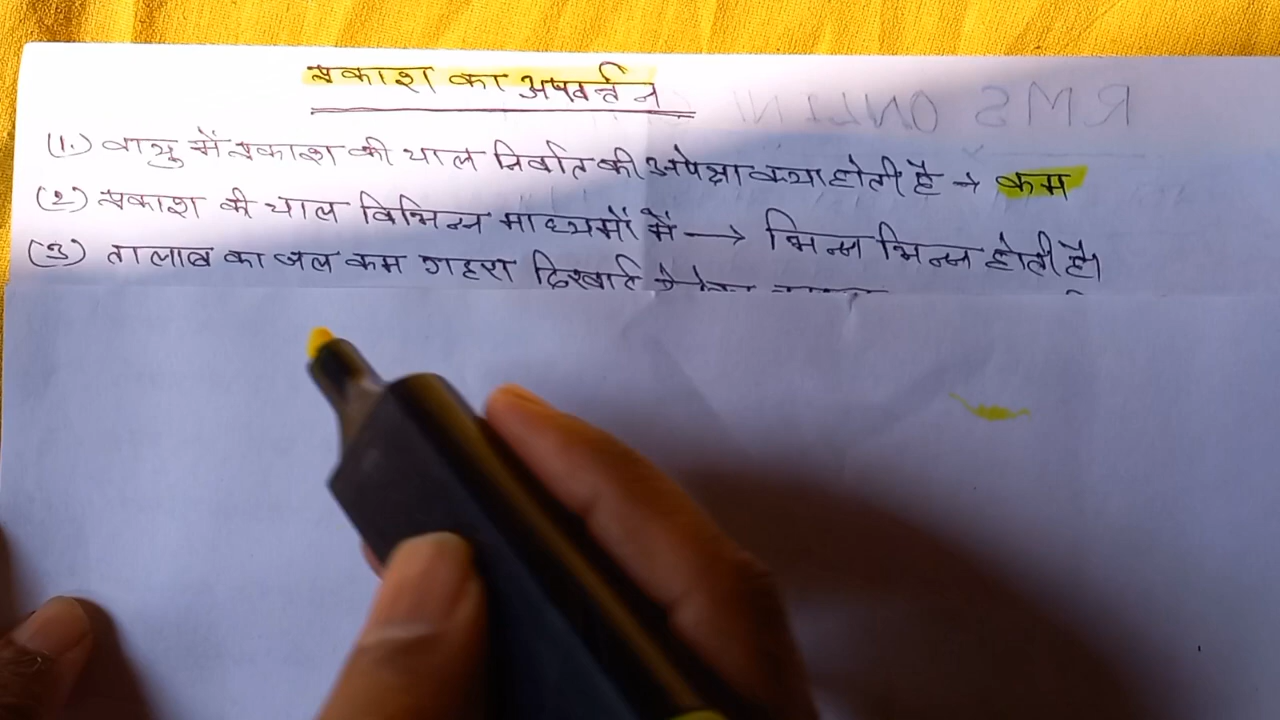 प्रकाश का अपवर्तन
RMS ONLINE
(1.) वायु में प्रकाश की चाल निर्वात की अपेक्षा क्या होती है → कम
(2) प्रकाश की चाल विभिन्न माध्यमों में → भिन्न भिन्न होती है।
(3) तालाब का जल कम गहरा दिखाई